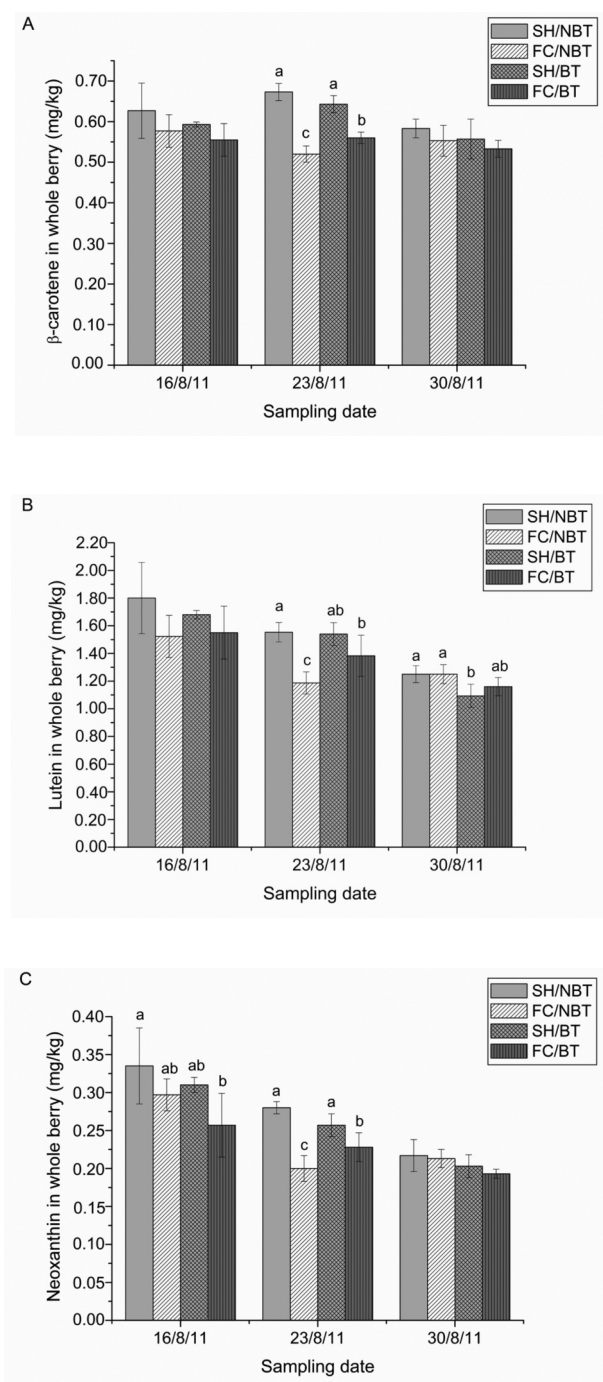 A
SH/NBT
FC/NBT
SH/BT
FC/BT
β-carotene in whole berry (mg/kg)
0.70
0.60
0.50
0.40
0.30
0.20
0.10
0.00
a
c
a
b
16/8/11
23/8/11
30/8/11
Sampling date
B
SH/NBT
FC/NBT
SH/BT
FC/BT
Lutein in whole berry (mg/kg)
2.20
2.00
1.80
1.60
1.40
1.20
1.00
0.80
0.60
0.40
0.20
0.00
a
c
ab
b
a
a
b
ab
16/8/11
23/8/11
30/8/11
Sampling date
C
SH/NBT
FC/NBT
SH/BT
FC/BT
Neoxanthin in whole berry (mg/kg)
0.40
0.35
0.30
0.25
0.20
0.15
0.10
0.05
0.00
a
ab
ab
b
a
c
a
b
16/8/11
23/8/11
30/8/11
Sampling date